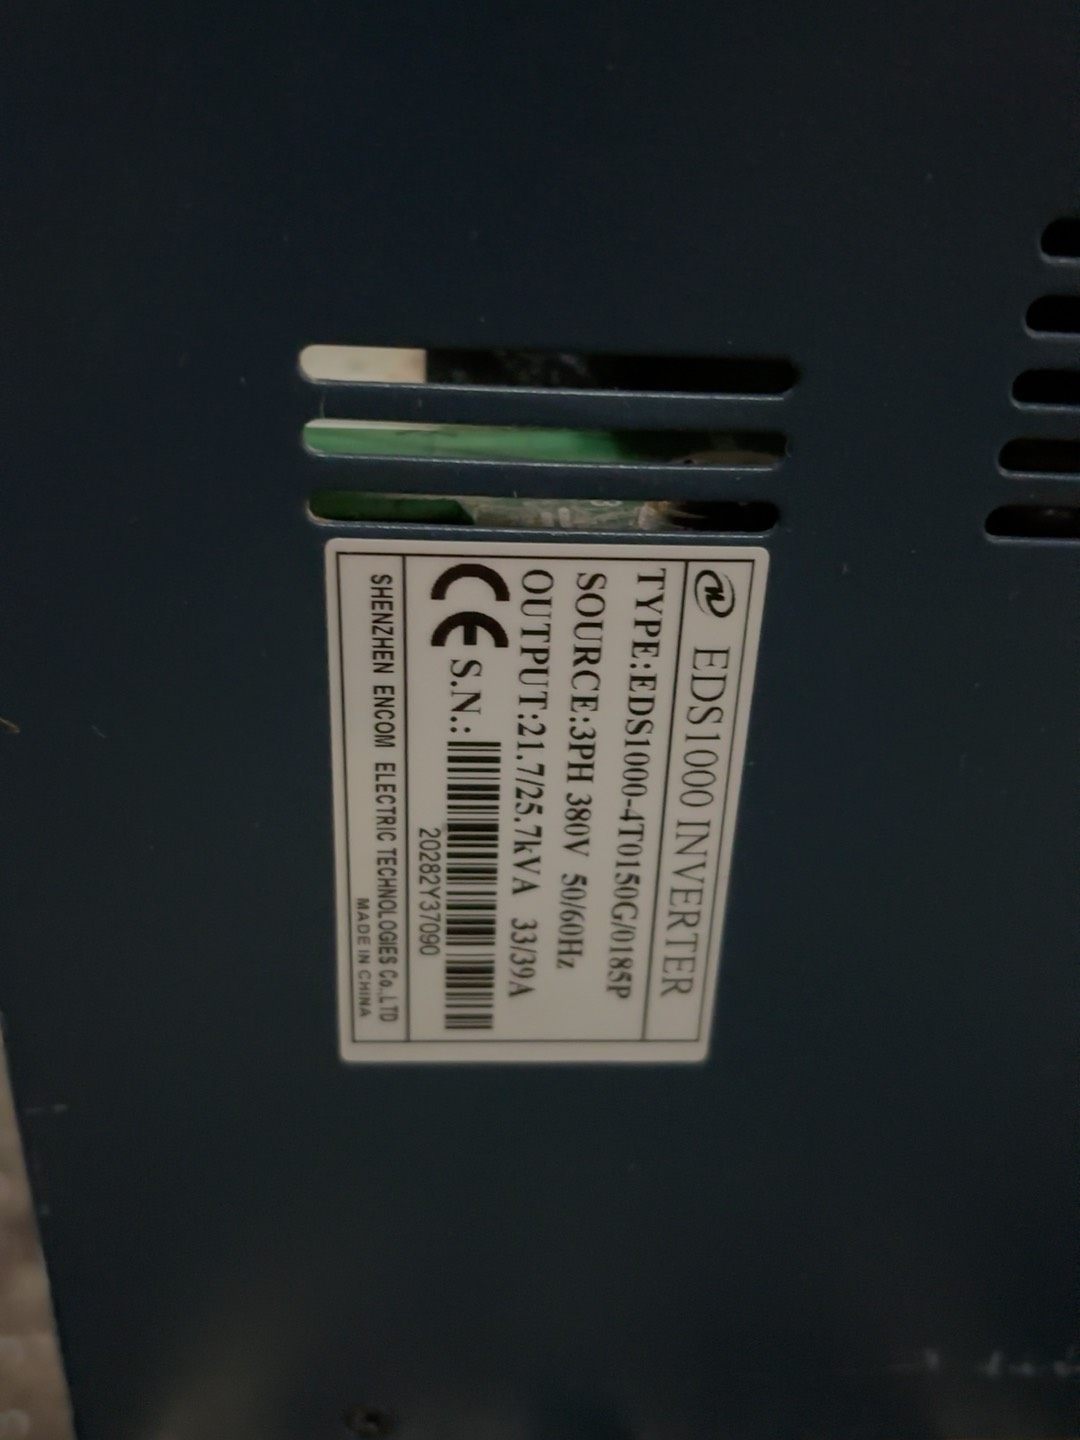 EDS1000 INVERTER
TYPE:EDS1000-4T0150G/0185P
SOURCE:3PH 380V 50/60Hz
OUTPUT:21.7/25.7kVA 33/39A
CE S.N.:
20282Y37090
SHENZHEN ENCOM ELECTRIC TECHNOLOGIES Co.,LTD
MADE IN CHINA